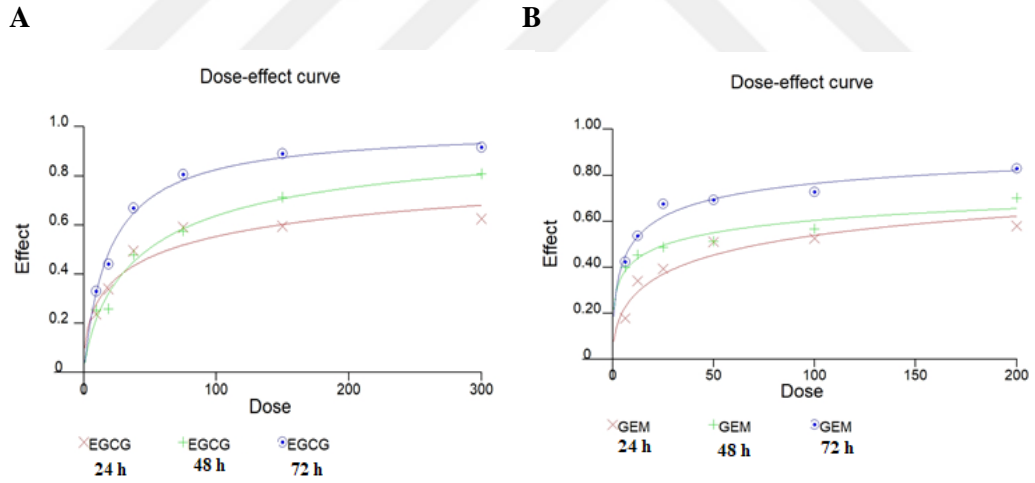 A
Dose-effect curve
1.0
0.8
0.6
0.4
0.2
0
Effect
0
100
200
300
Dose
EGCG EGCG EGCG
24 h 48 h 72 h
B
Dose-effect curve
1.00
0.80
0.60
0.40
0.20
0
Effect
0
50
100
150
200
Dose
GEM GEM GEM
24 h 48 h 72 h